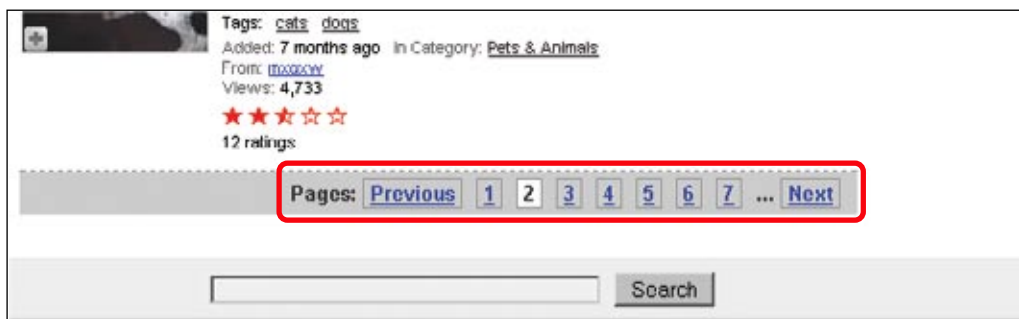 Tags: cats dogs
Added: 7 months ago In Category: Pets & Animals
From: mxqxcw
Views: 4,733
12 ratings
Pages: Previous 1 2 3 4 5 6 7 ... Next
Search